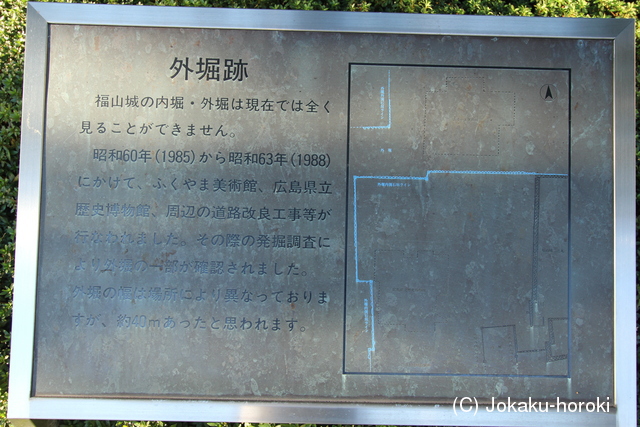 外堀跡
福山城の内堀・外堀は現在では全く
見ることができません。
昭和60年(1985)から昭和63年(1988)
にかけて、ふくやま美術館、広島県立
歴史博物館、周辺の道路改良工事等が
行なわれました。その際の発掘調査に
より外堀の一部が確認されました。
外堀の幅は場所により異なっておりま
すが、約40mあったと思われます。
(C) Jokaku-horoki